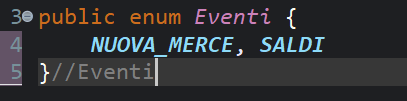 3 public enum Eventi {
4 NUOVA_MERCE, SALDI
5 }//Eventi